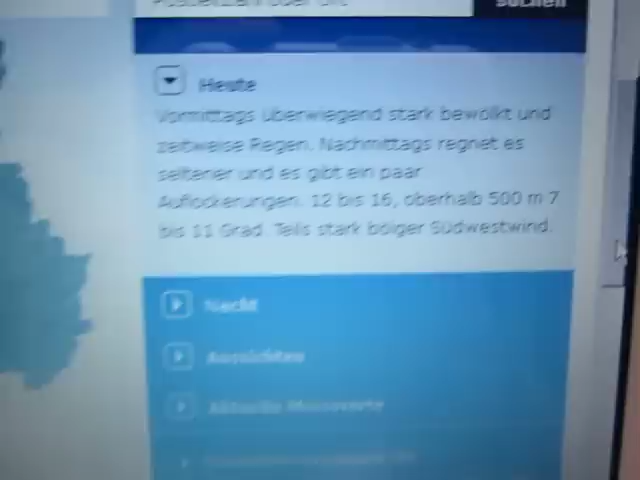 suchen
Heute
Vormittags überwiegend stark bewölkt und
zeitweise Regen. Nachmittags regnet es
seltener und es gibt ein paar
Auflockerungen. 12 bis 16, oberhalb 500 m 7
bis 11 Grad. Teils stark böiger Südwestwind.
Nacht
Aussichten
Aktuelle Messwerte